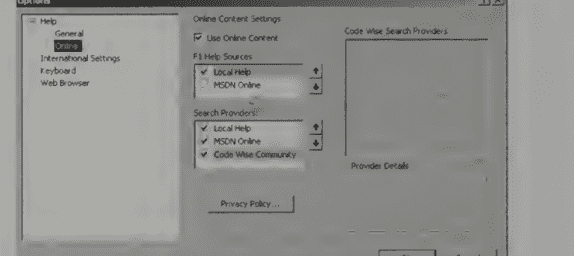 Options
Help
General
Online
International Settings
Keyboard
Web Browser
Online Content Settings
Use Online Content
F1 Help Sources
Local Help
MSDN Online
Search Providers:
Local Help
MSDN Online
Code Wise Community
Privacy Policy...
Code Wise Search Providers
Provider Details